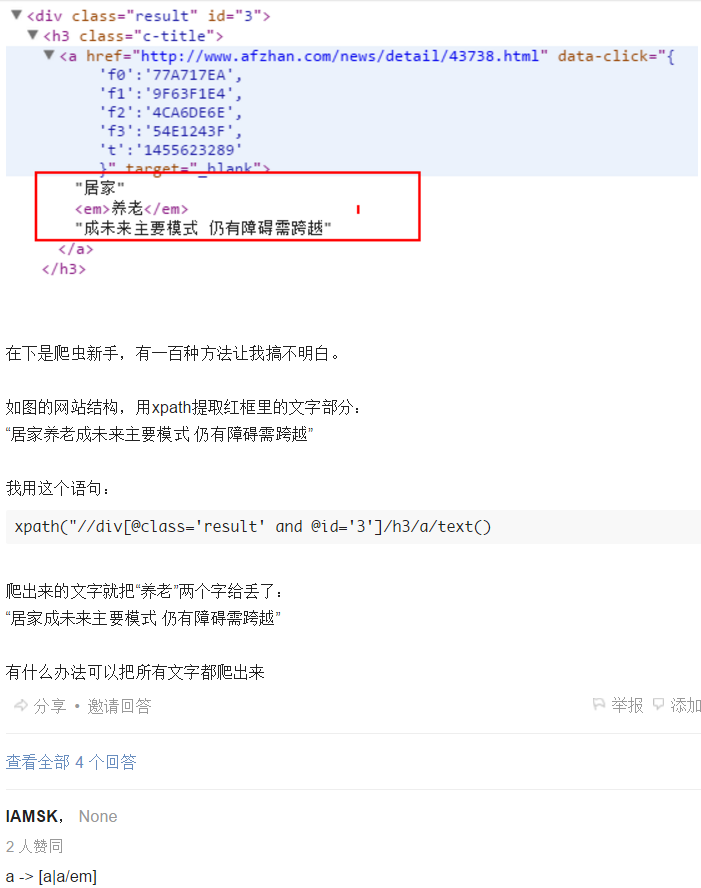 ▼<div class="result" id="3">
▼<h3 class="c-title">
▼<a href="http://www.afzhan.com/news/detail/43738.html" data-click="{
'f0':'77A717EA',
'f1':'9F63F1E4',
'f2':'4CA6DE6E',
'f3':'54E1243F',
't':'1455623289'
}" target="_blank">
"居家"
<em>养老</em>
"成未来主要模式 仍有障碍需跨越"
</a>
</h3>
在下是爬虫新手，有一百种方法让我搞不明白。
如图的网站结构，用xpath提取红框里的文字部分：
“居家养老成未来主要模式 仍有障碍需跨越”
我用这个语句：
xpath("//div[@class='result' and @id='3']/h3/a/text()
爬出来的文字就把“养老”两个字给丢了：
“居家成未来主要模式 仍有障碍需跨越”
有什么办法可以把所有文字都爬出来
分享 • 邀请回答 举报 添加
查看全部 4 个回答
IAMSK， None
2 人赞同
a -> [a|a/em]